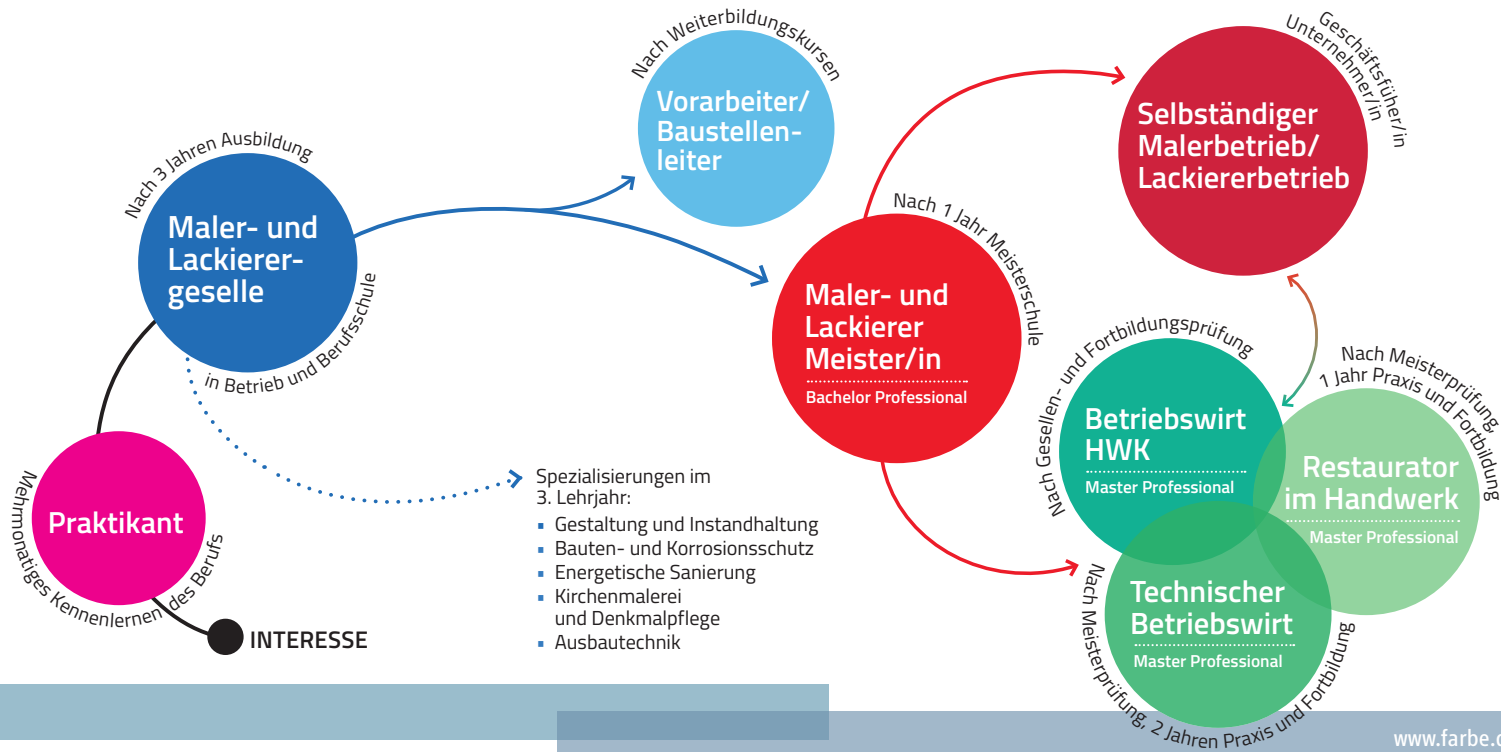 Nach Weiterbildungskursen
Vorarbeiter/
Baustellen-
leiter
Geschäftsfüher/in
Unternehmer/in
Selbständiger
Malerbetrieb/
Lackiererbetrieb
Nach 3 Jahren Ausbildung
Maler- und
Lackierer-
geselle
in Betrieb und Berufsschule
Nach 1 Jahr Meisterschule
Maler- und
Lackierer
Meister/in
Bachelor Professional
Nach Gesellen- und Fortbildungsprüfung
Betriebswirt
HWK
Master Professional
Nach Meisterprüfung,
1 Jahr Praxis und Fortbildung
Restaurator
im Handwerk
Master Professional
Praktikant
Mehrmonatiges Kennenlernen des Berufs
INTERESSE
Spezialisierungen im
3. Lehrjahr:
▪ Gestaltung und Instandhaltung
▪ Bauten- und Korrosionsschutz
▪ Energetische Sanierung
▪ Kirchenmalerei
und Denkmalpflege
▪ Ausbautechnik
Technischer
Betriebswirt
Master Professional
Nach Meisterprüfung, 2 Jahren Praxis und Fortbildung
www.farbe.